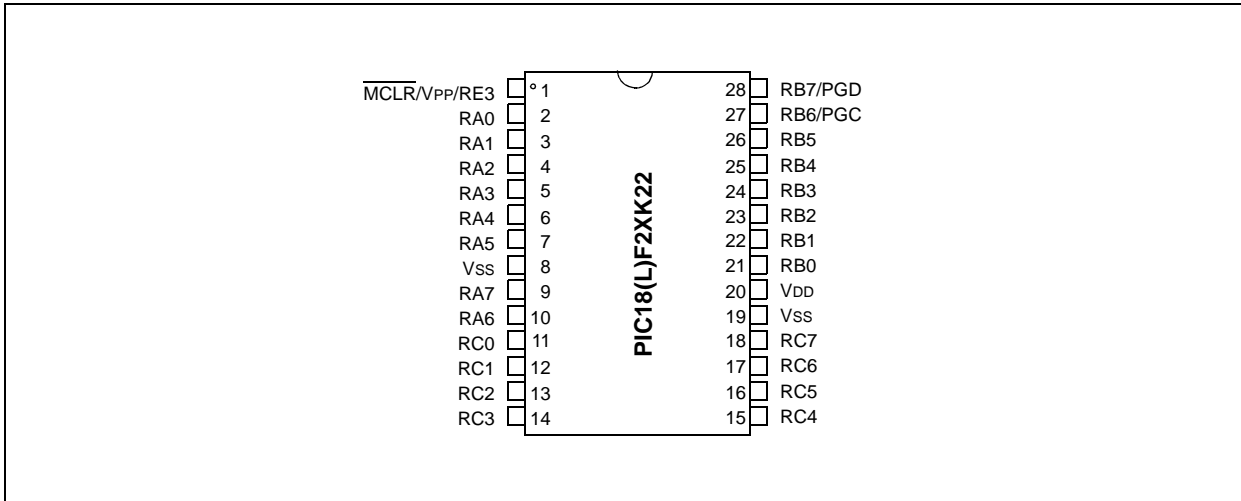 MCLR/VPP/RE3 ° 1 28 RB7/PGD
RA0 2 27 RB6/PGC
RA1 3 26 RB5
RA2 4 25 RB4
RA3 5 24 RB3
RA4 6 23 RB2
RA5 7 22 RB1
VSS 8 21 RB0
RA7 9 20 VDD
RA6 10 19 VSS
RC0 11 18 RC7
RC1 12 17 RC6
RC2 13 16 RC5
RC3 14 15 RC4
PIC18(L)F2XK22